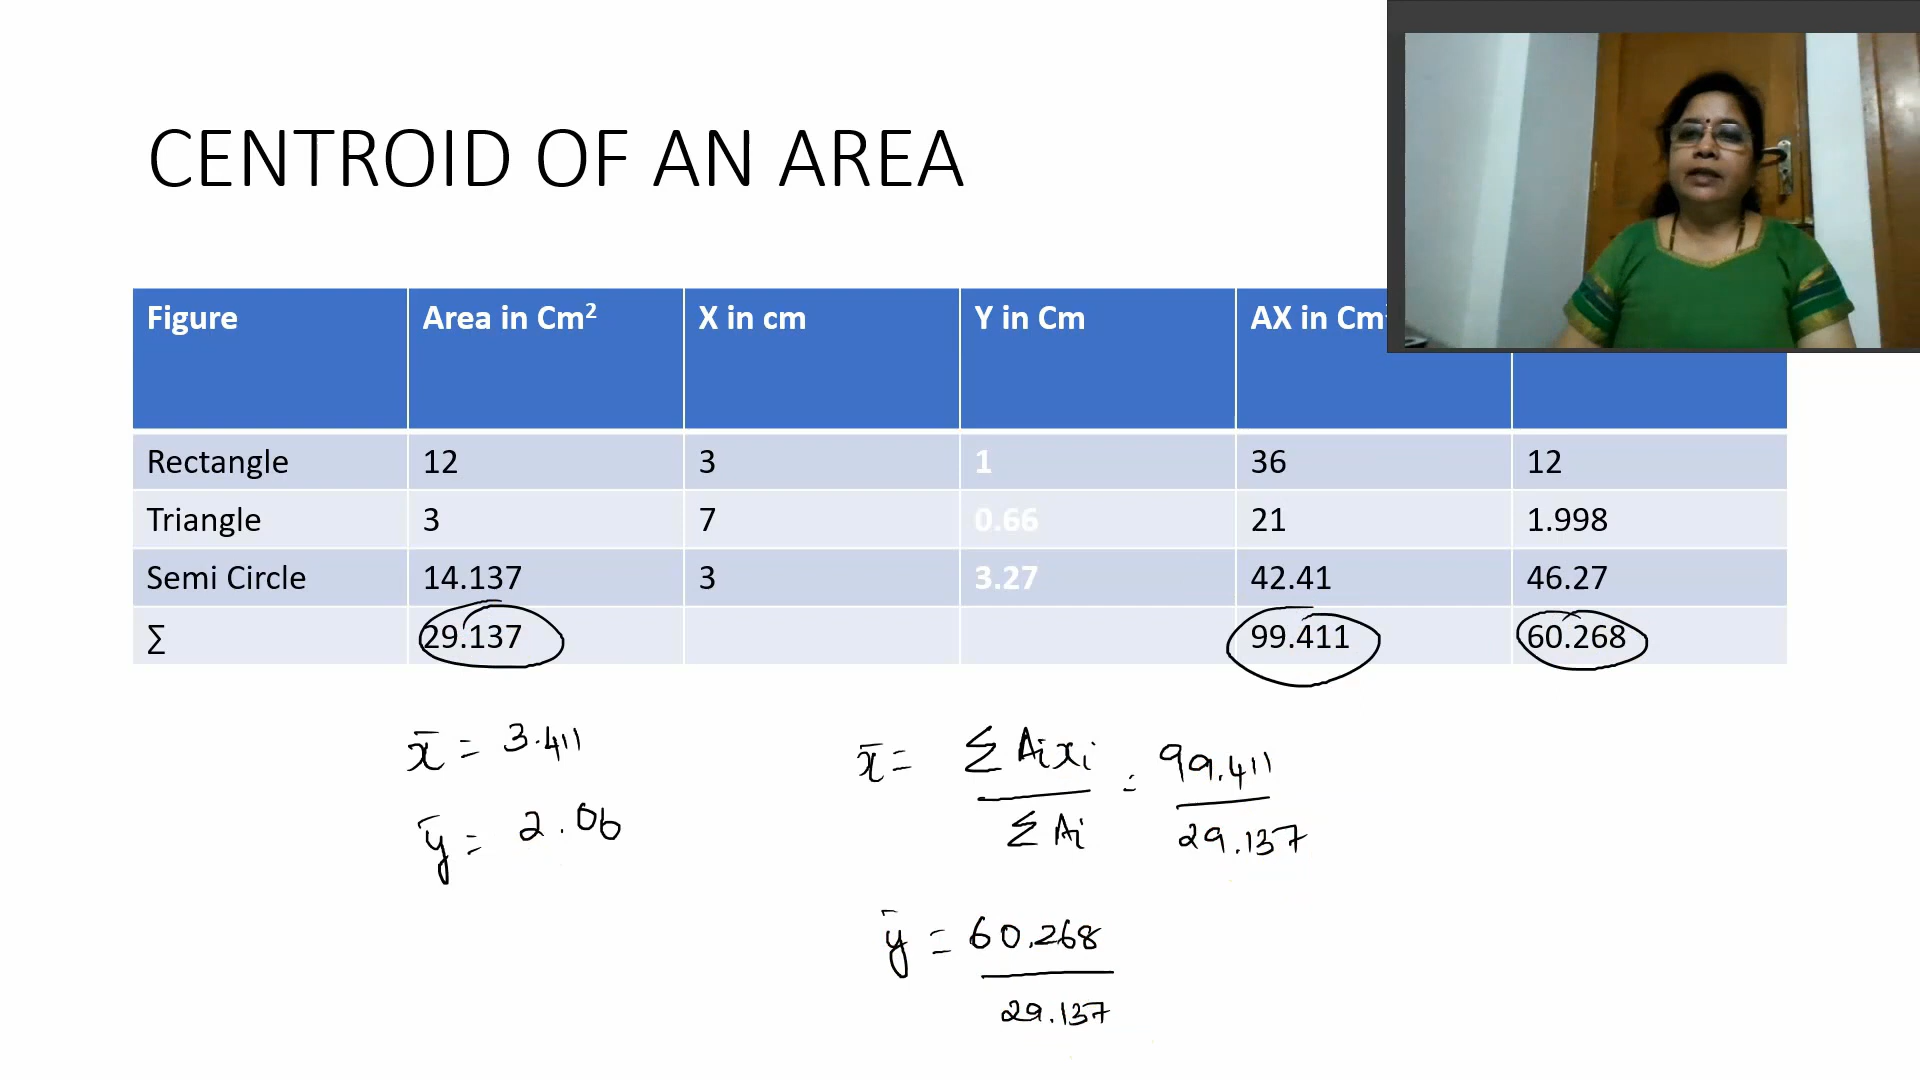 CENTROID OF AN AREA
Figure Area in Cm² X in cm Y in Cm AX in Cm
Rectangle 12 3 1 36 12
Triangle 3 7 0.66 21 1.998
Semi Circle 14.137 3 3.27 42.41 46.27
∑ 29.137 99.411 60.268
x̄ = 3.411
ȳ = 2.06
x̄ = ∑ Aixi / ∑ Ai = 99.411 / 29.137
ȳ = 60.268 / 29.137